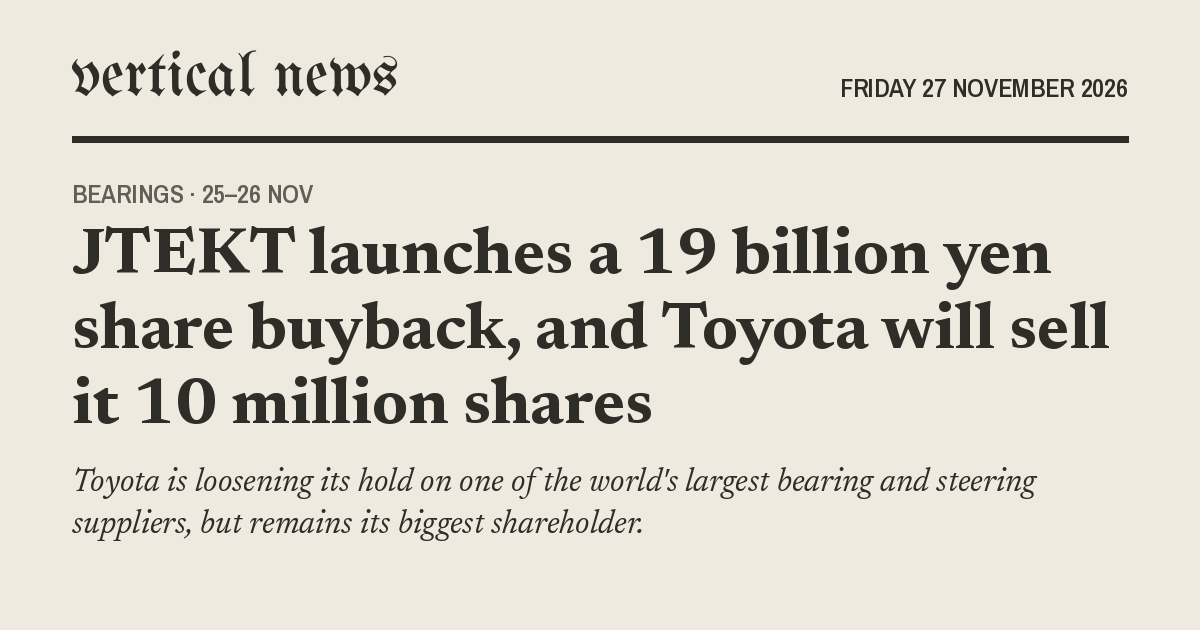 vertical news
FRIDAY 27 NOVEMBER 2026
BEARINGS · 25–26 NOV
JTEKT launches a 19 billion yen
share buyback, and Toyota will sell
it 10 million shares
Toyota is loosening its hold on one of the world's largest bearing and steering
suppliers, but remains its biggest shareholder.